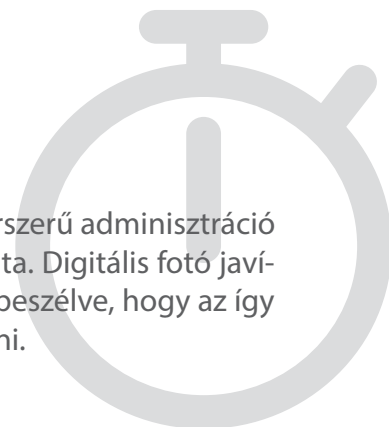 rszerű adminisztráció
ta. Digitális fotó javí-
beszélve, hogy az így
ni.